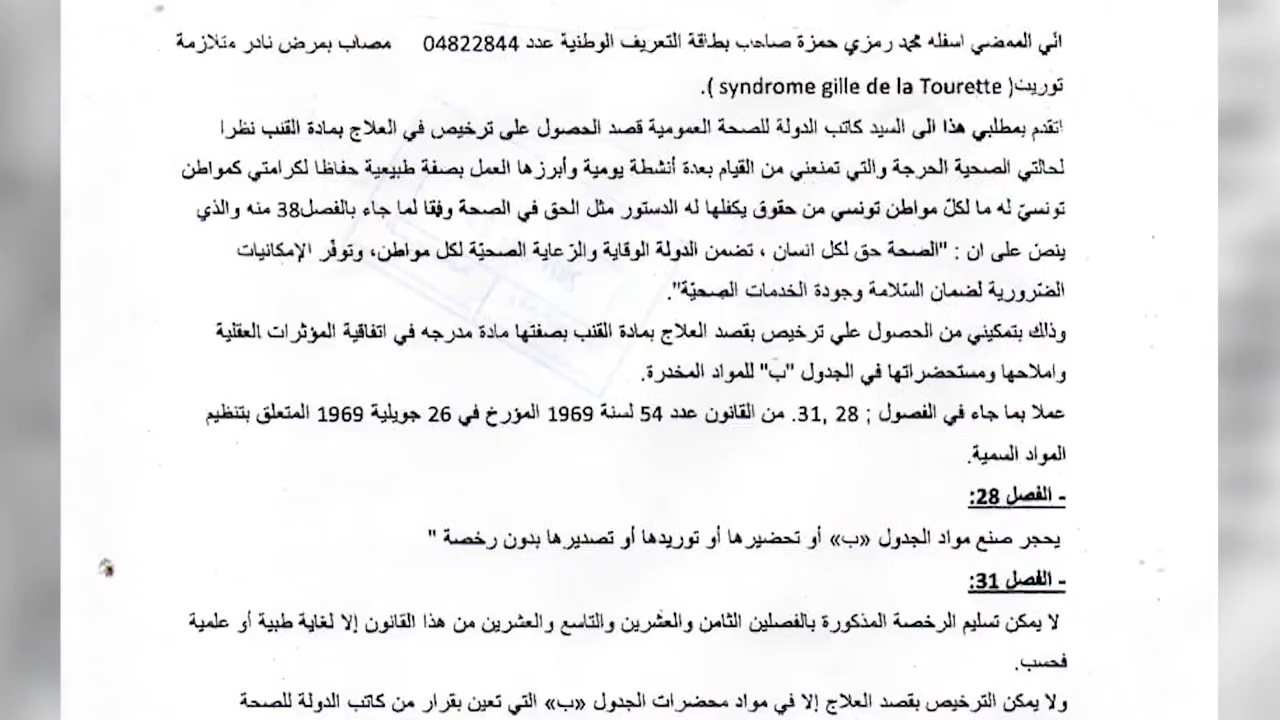 انّي الممضي اسفله محمد رمزي حمزة صاحب بطاقة التعريف الوطنية عدد 04822844 مصاب بمرض نادر متلازمة
توريت( syndrome gille de la Tourette ).
اتقدم بمطلبي هذا الى السيد كاتب الدولة للصحة العمومية قصد الحصول على ترخيص في العلاج بمادة القنب نظرا
لحالتي الصحية الحرجة والتي تمنعني من القيام بعدة أنشطة يومية وأبرزها العمل بصفة طبيعية حفاظا لكرامتي كمواطن
تونسيّ له ما لكلّ مواطن تونسي من حقوق يكفلها له الدستور مثل الحق في الصحة وفقا لما جاء بالفصل38 منه والذي
ينصّ على ان : "الصحة حق لكل انسان ، تضمن الدولة الوقاية والرّعاية الصحيّة لكل مواطن، وتوفّر الإمكانيات
الضّرورية لضمان السّلامة وجودة الخدمات الصحيّة".
وذلك بتمكيني من الحصول علي ترخيص بقصد العلاج بمادة القنب بصفتها مادة مدرجه في اتفاقية المؤثرات العقلية
واملاحها ومستحضراتها في الجدول "ب" للمواد المخدرة.
عملا بما جاء في الفصول ; 28 ,31. من القانون عدد 54 لسنة 1969 المؤرخ في 26 جويلية 1969 المتعلق بتنظيم
المواد السمية.
- الفصل 28:
يحجر صنع مواد الجدول «ب» أو تحضيرها أو توريدها أو تصديرها بدون رخصة "
- الفصل 31:
لا يمكن تسليم الرخصة المذكورة بالفصلين الثامن والعشرين والتاسع والعشرين من هذا القانون إلا لغاية طبية أو علمية
فحسب.
ولا يمكن الترخيص بقصد العلاج إلا في مواد محضرات الجدول «ب» التي تعين بقرار من كاتب الدولة للصحة